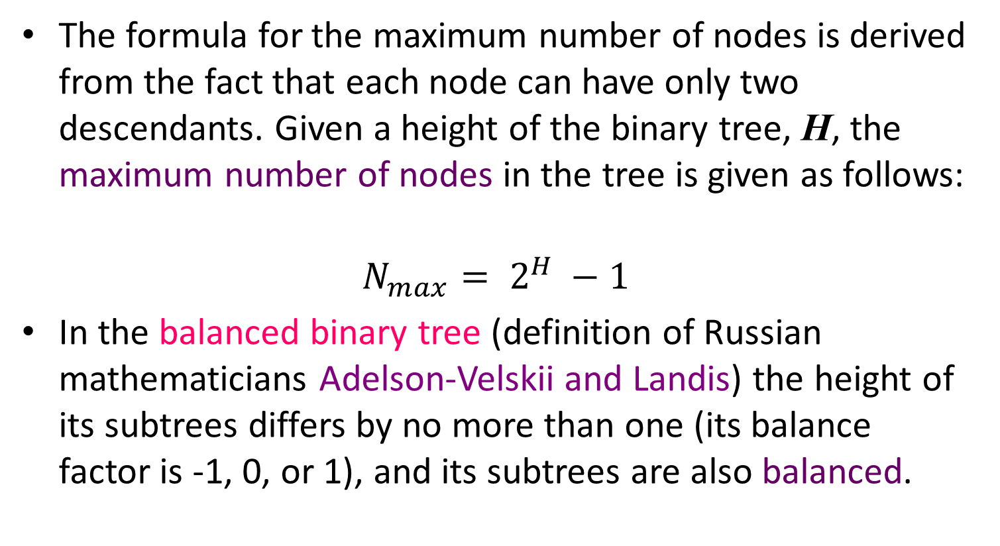 • The formula for the maximum number of nodes is derived
from the fact that each node can have only two
descendants. Given a height of the binary tree, H, the
maximum number of nodes in the tree is given as follows:
N_{max} = 2^{H} − 1
• In the balanced binary tree (definition of Russian
mathematicians Adelson-Velskii and Landis) the height of
its subtrees differs by no more than one (its balance
factor is -1, 0, or 1), and its subtrees are also balanced.